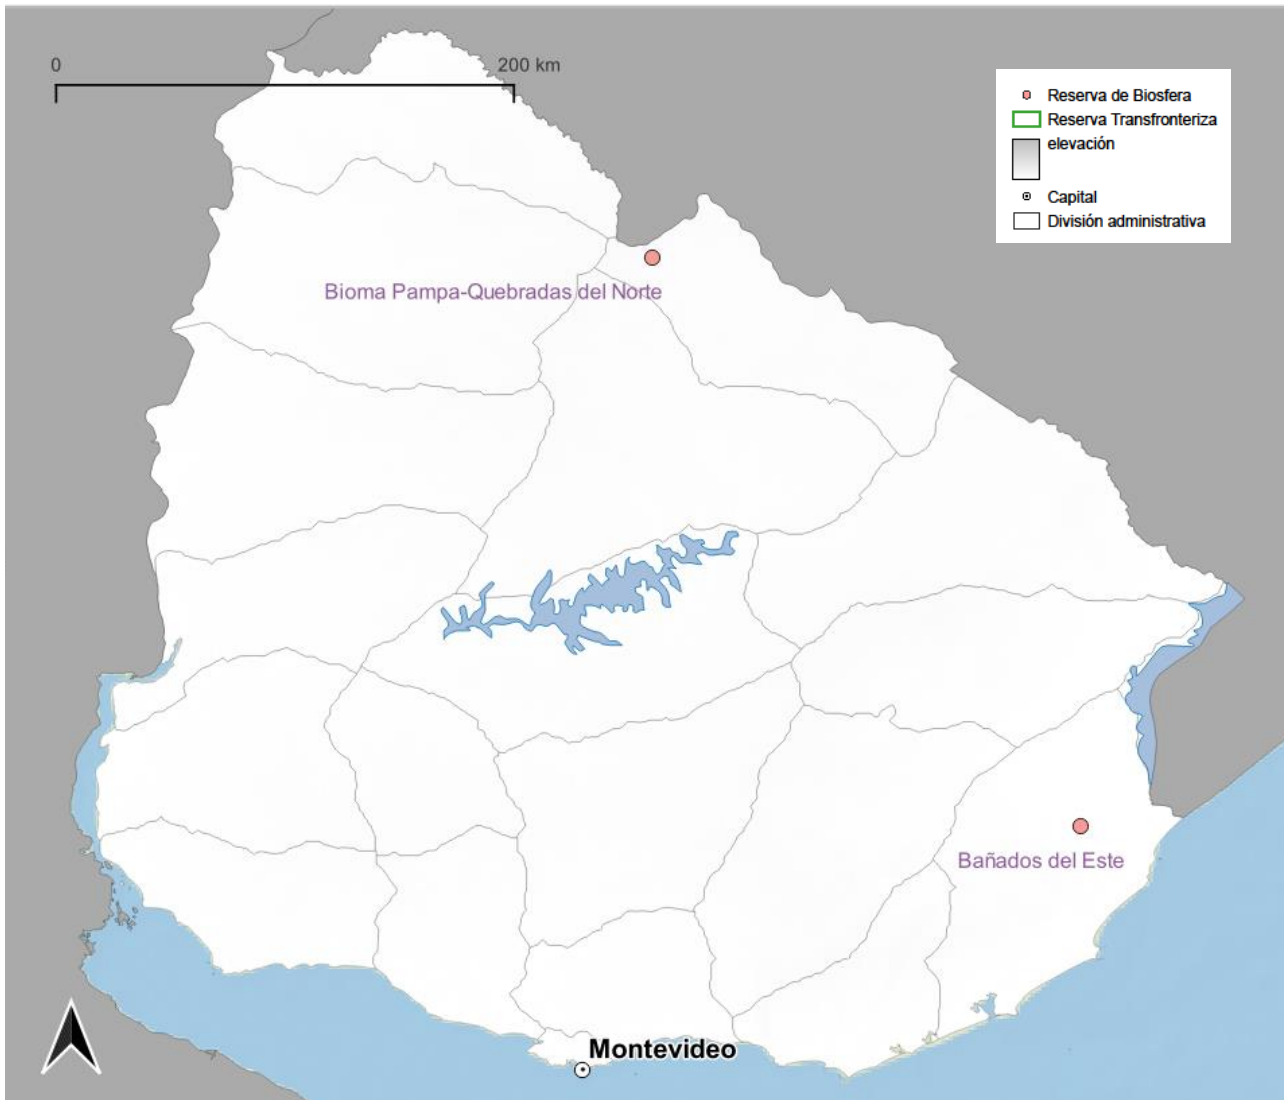 0
200 km
Reserva de Biosfera
Reserva Transfronteriza
elevación
Capital
División administrativa
Bioma Pampa-Quebradas del Norte
Bañados del Este
Montevideo